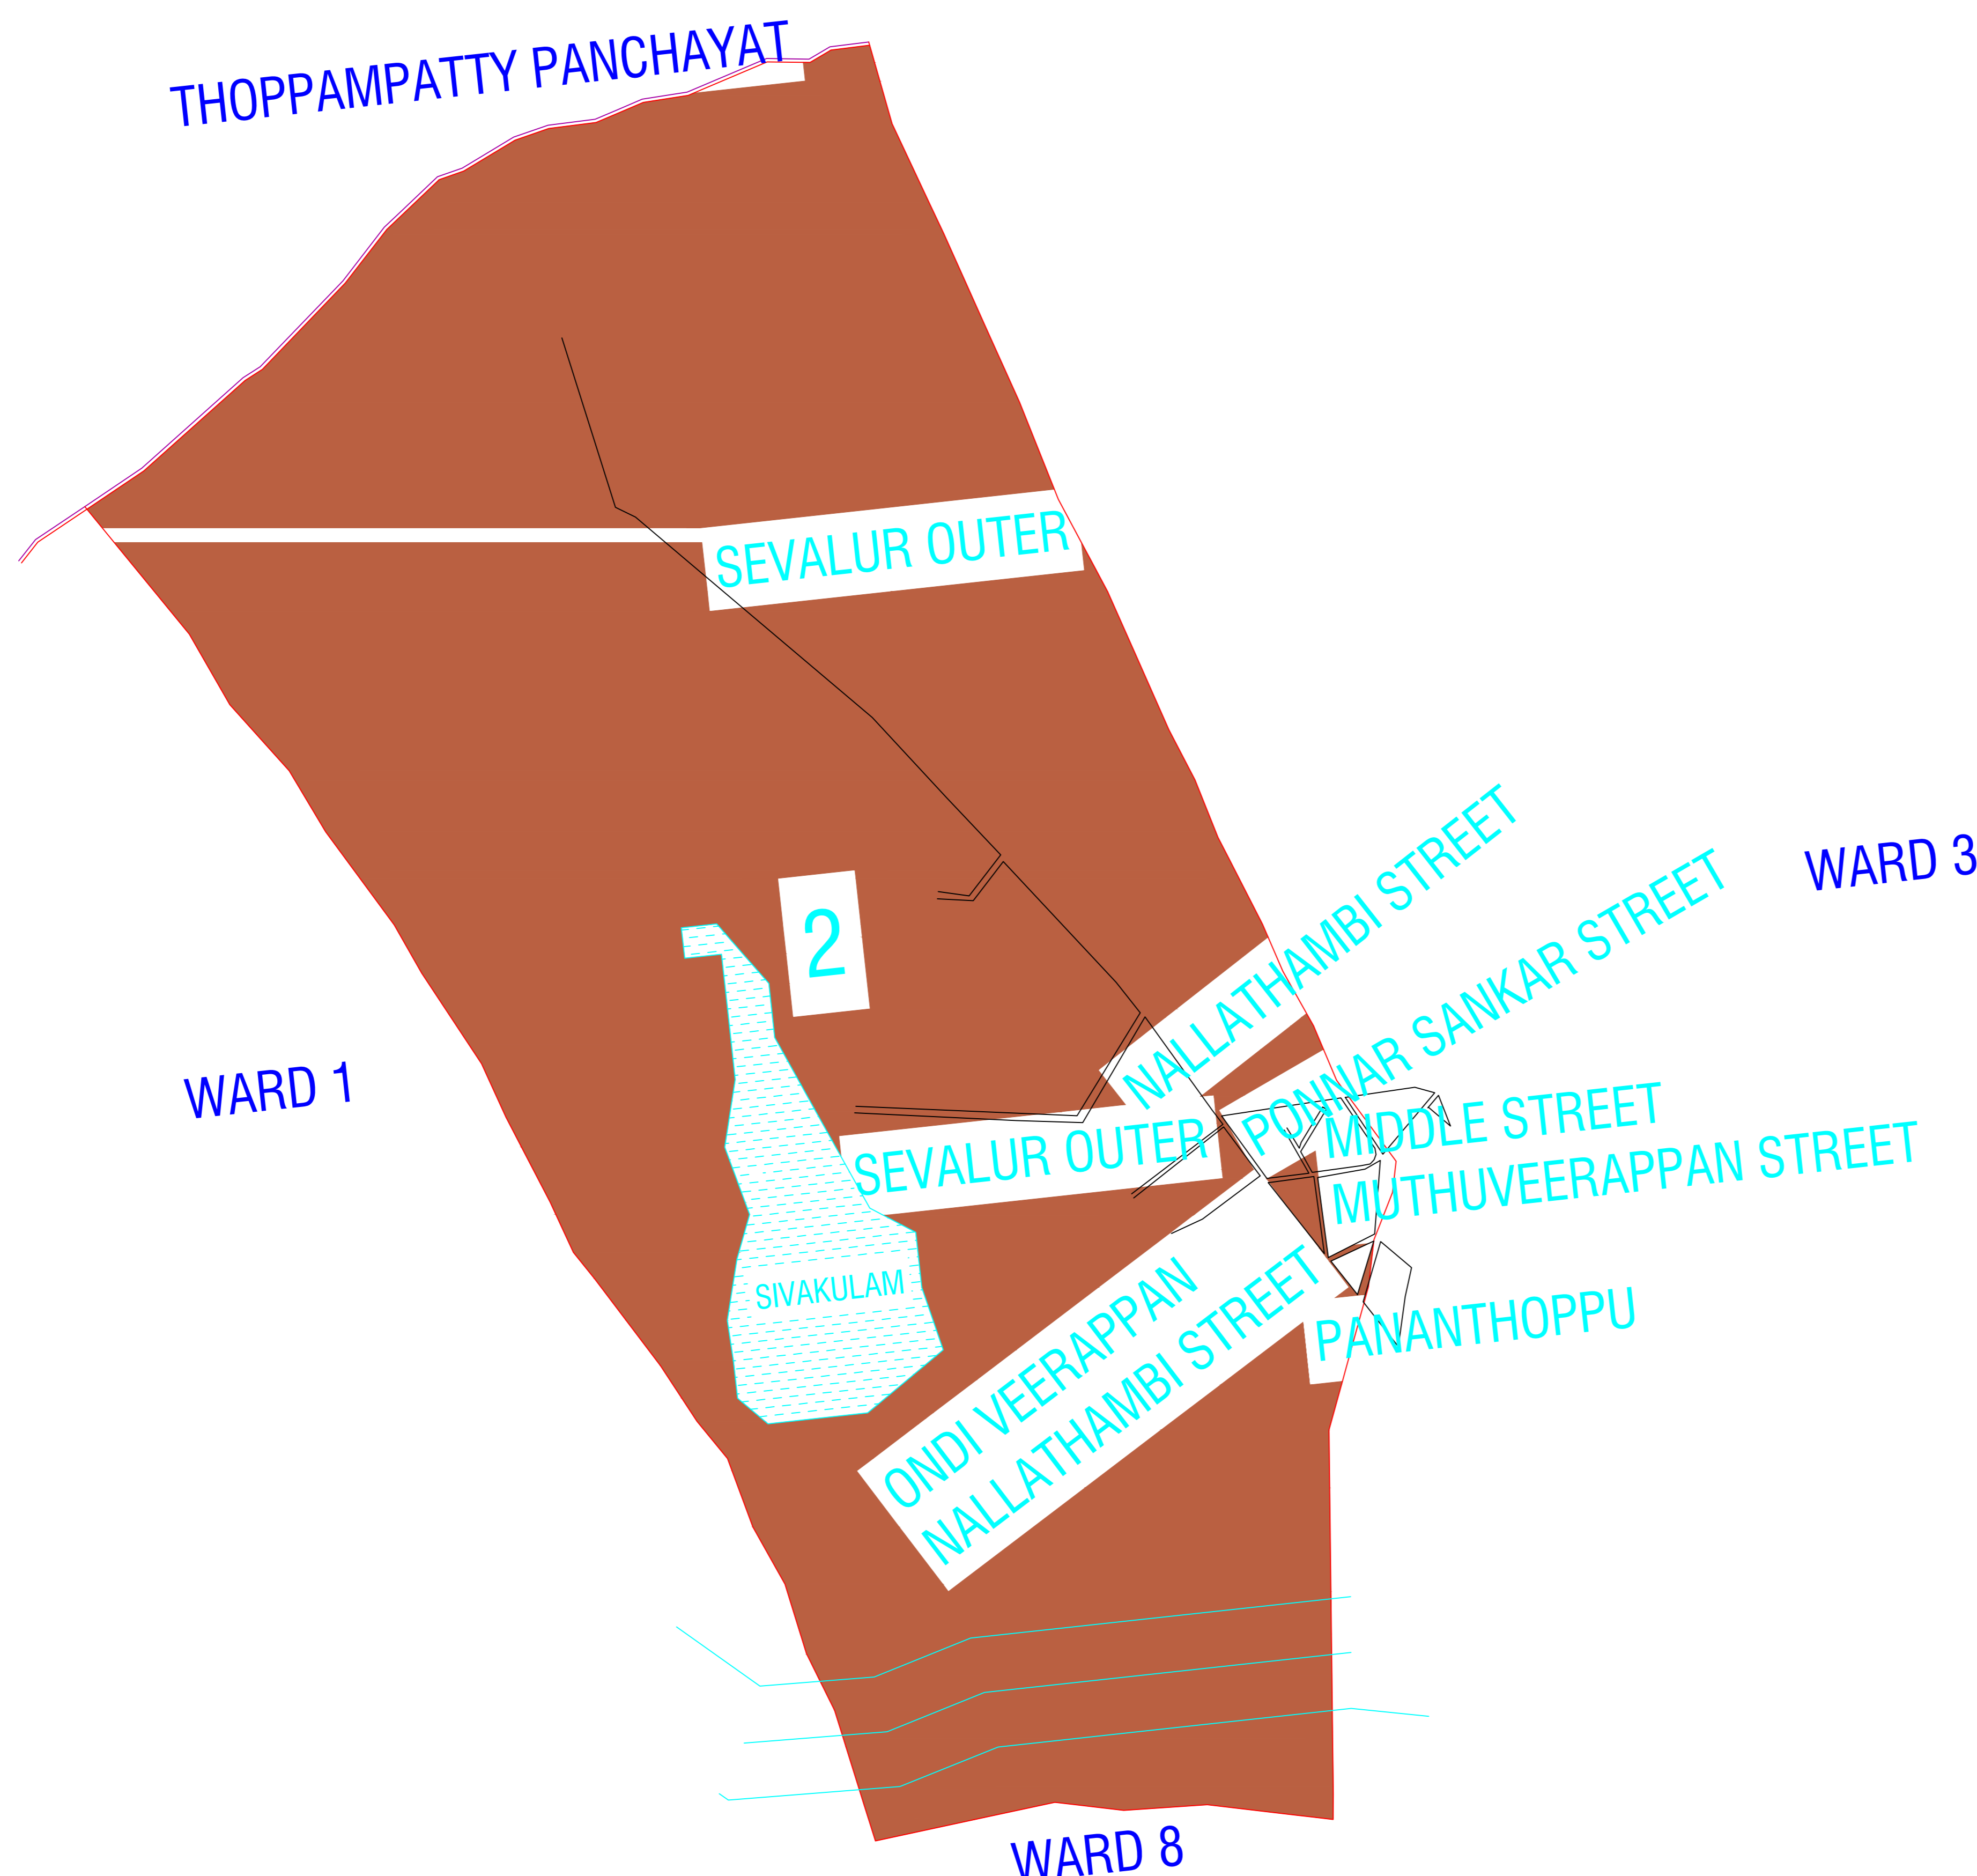 THOPPAMPATTY PANCHAYAT
SEVALUR OUTER
NALLATHAMBI STREET
WARD 3
PONNAR SANKAR STREET
2
WARD 1
MIDDLE STREET
SEVALUR OUTER
MUTHUVEERAPPAN STREET
SIVAKULAM
PANANTHOPPU
ONDI VEERAPPAN
NALLATHAMBI STREET
WARD 8